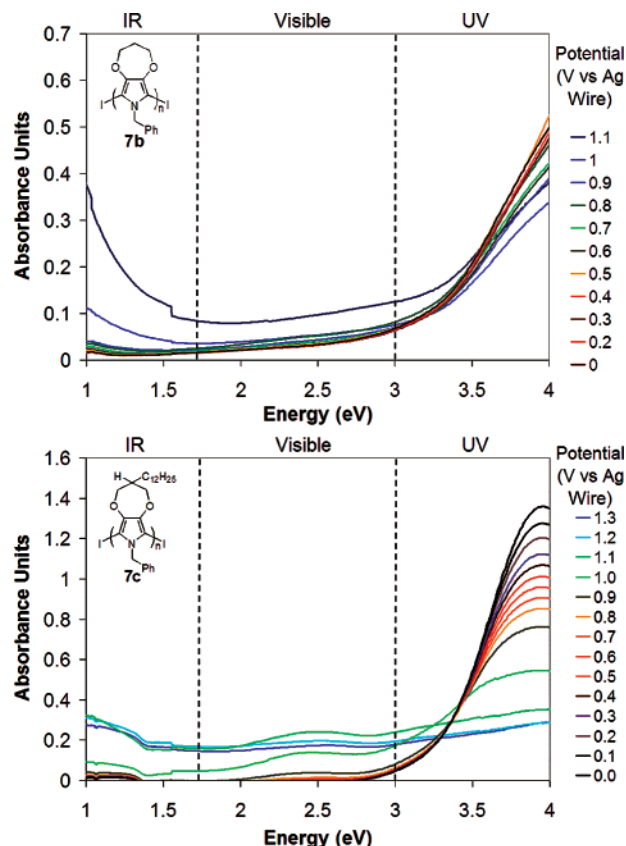 IR Visible UV
0.7
0.6
0.5
0.4
0.3
0.2
0.1
0
Absorbance Units
O O
I ( ) I
n
N
Ph
7b
1 1.5 2 2.5 3 3.5 4
Energy (eV)
Potential
(V vs Ag
Wire)
1.1
1
0.9
0.8
0.7
0.6
0.5
0.4
0.3
0.2
0
IR Visible UV
1.6
1.4
1.2
1
0.8
0.6
0.4
0.2
0
Absorbance Units
H C12H25
O O
I ( ) I
n
N
Ph
7c
1 1.5 2 2.5 3 3.5 4
Energy (eV)
Potential
(V vs Ag
Wire)
1.3
1.2
1.1
1.0
0.9
0.8
0.7
0.6
0.5
0.4
0.3
0.2
0.1
0.0